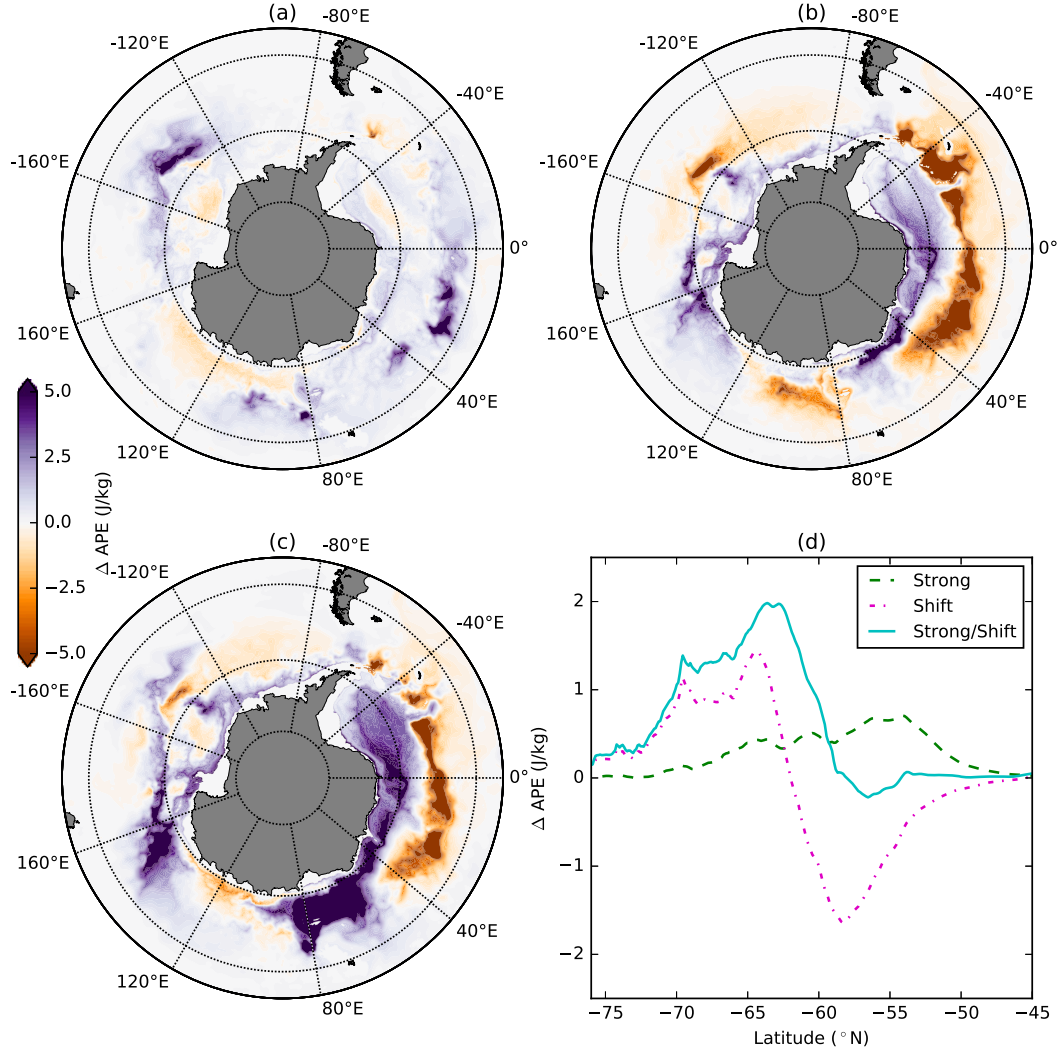 (a)
-80°E
-120°E
-40°E
-160°E
0°
160°E
40°E
120°E
80°E
(b)
-80°E
-120°E
-40°E
-160°E
0°
160°E
40°E
120°E
80°E
5.0
2.5
0.0
−2.5
−5.0
Δ APE (J/kg)
(c)
-80°E
-120°E
-40°E
-160°E
0°
160°E
40°E
120°E
80°E
(d)
Strong
Shift
Strong/Shift
2
1
0
−1
−2
Δ APE (J/kg)
−75
−70
−65
−60
−55
−50
−45
Latitude (°N)